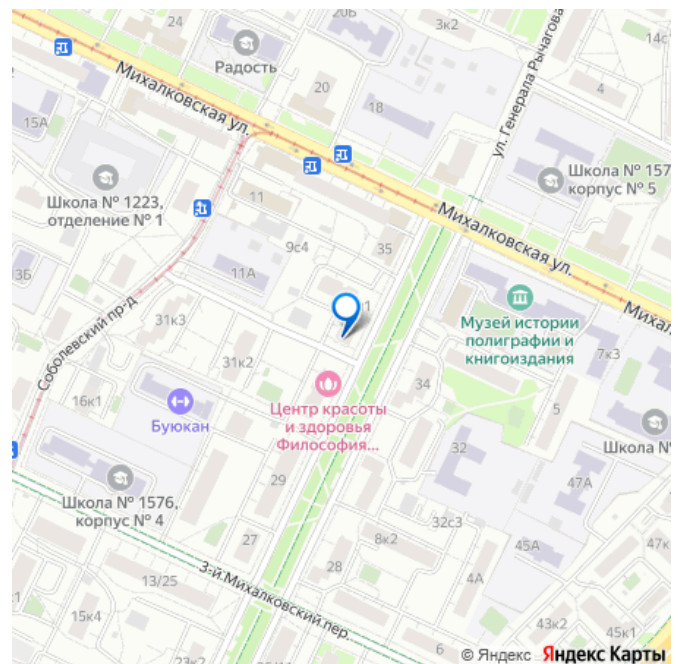 24
20Б
3к2
14с
Радость
ул. Генерала Рычагова
Михалковская ул.
20
18
4
15А
Школа № 1223,
отделение № 1
11
Школа № 157
корпус № 5
9с4
35
Михалковская ул.
3Б
11А
Соболевский пр-д
31к3
Михал
Музей истории
полиграфии и
книгоиздания
7к3
31к2
16к1
Буюкан
Центр красоты
и здоровья
Философия...
34
5
32
Школа №
47А
Школа № 1576,
корпус № 4
29
32с3
27
8к2
45А
47к
13/25
3-й Михалковский пер.
28
4А
15к4
43к2
45к1
23к2
6
© Яндекс Яндекс Карты